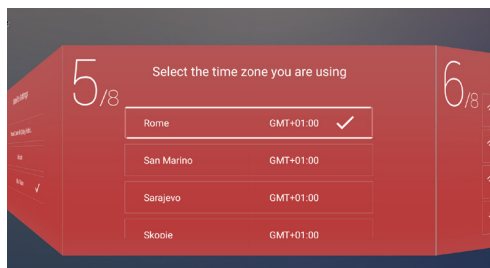 5/8
Select the time zone you are using
Rome GMT+01:00
San Marino GMT+01:00
Sarajevo GMT+01:00
Skopje GMT+01:00
6/8